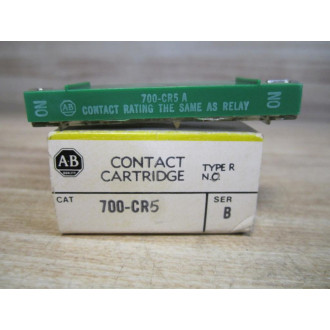 700-CR5 A
NO AB CONTACT RATING THE SAME AS RELAY NO
AB CONTACT CARTRIDGE TYPE R N.O.
CAT 700-CR5 SER B